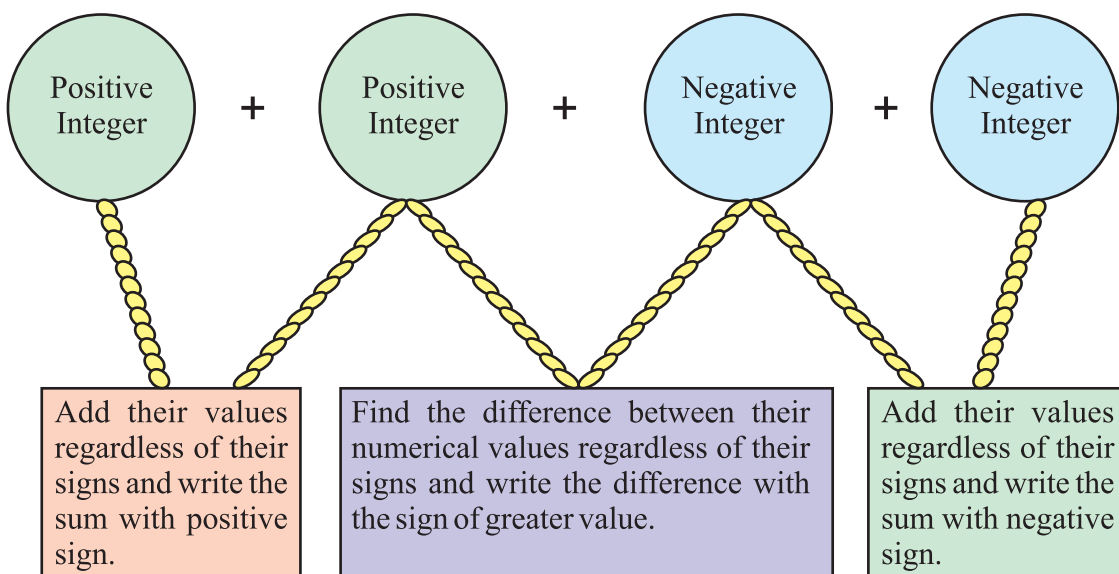 Positive
Integer
+
Positive
Integer
+
Negative
Integer
+
Negative
Integer
Add their values
regardless of their
signs and write the
sum with positive
sign.
Find the difference between their
numerical values regardless of their
signs and write the difference with
the sign of greater value.
Add their values
regardless of their
signs and write the
sum with negative
sign.